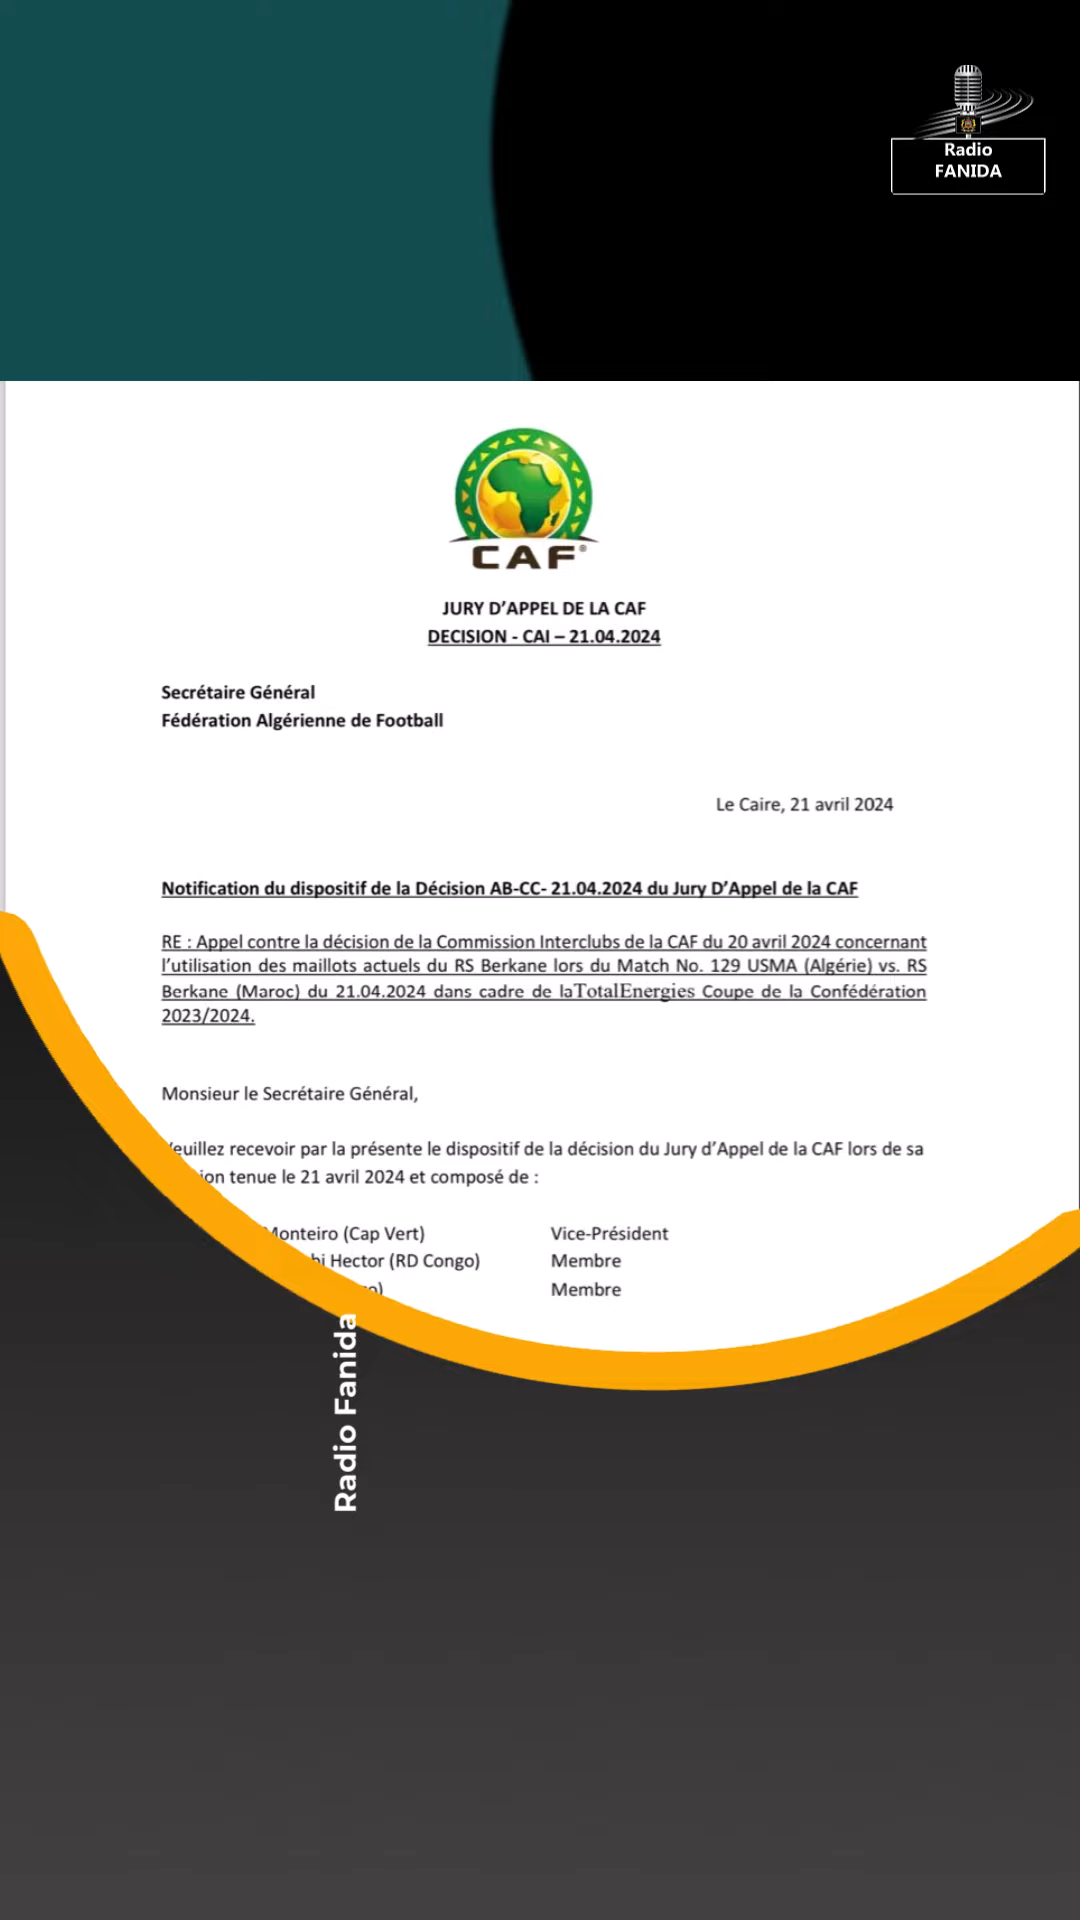 Radio
FANIDA
CAF
JURY D’APPEL DE LA CAF
DECISION - CAI – 21.04.2024
Secrétaire Général
Fédération Algérienne de Football
Le Caire, 21 avril 2024
Notification du dispositif de la Décision AB-CC- 21.04.2024 du Jury D’Appel de la CAF
RE : Appel contre la décision de la Commission Interclubs de la CAF du 20 avril 2024 concernant
l’utilisation des maillots actuels du RS Berkane lors du Match No. 129 USMA (Algérie) vs. RS
Berkane (Maroc) du 21.04.2024 dans cadre de laTotalEnergies Coupe de la Confédération
2023/2024.
Monsieur le Secrétaire Général,
recevoir par la présente le dispositif de la décision du Jury d’Appel de la CAF lors de sa
tenue le 21 avril 2024 et composé de :
Monteiro (Cap Vert) Vice-Président
Hector (RD Congo) Membre
Membre
Radio Fanida